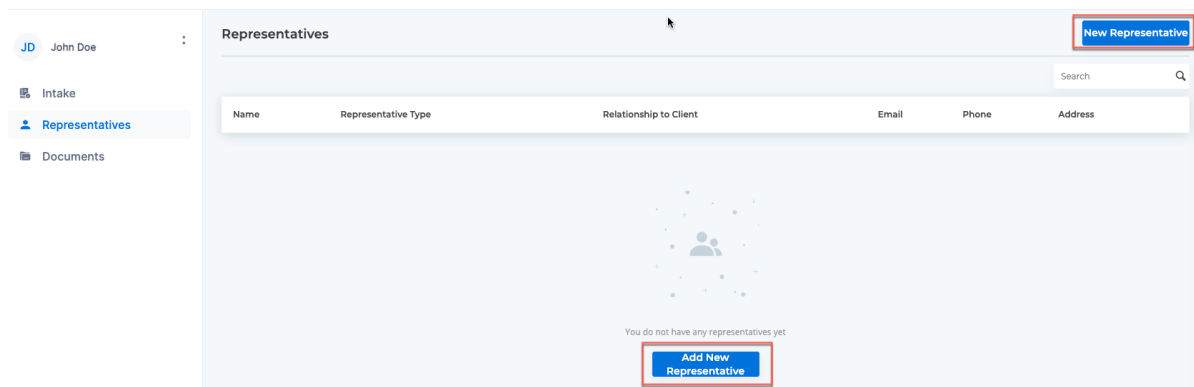 JD John Doe
Intake
Representatives
Documents
Representatives
New Representative
Search
Name Representative Type Relationship to Client Email Phone Address
You do not have any representatives yet
Add New
Representative